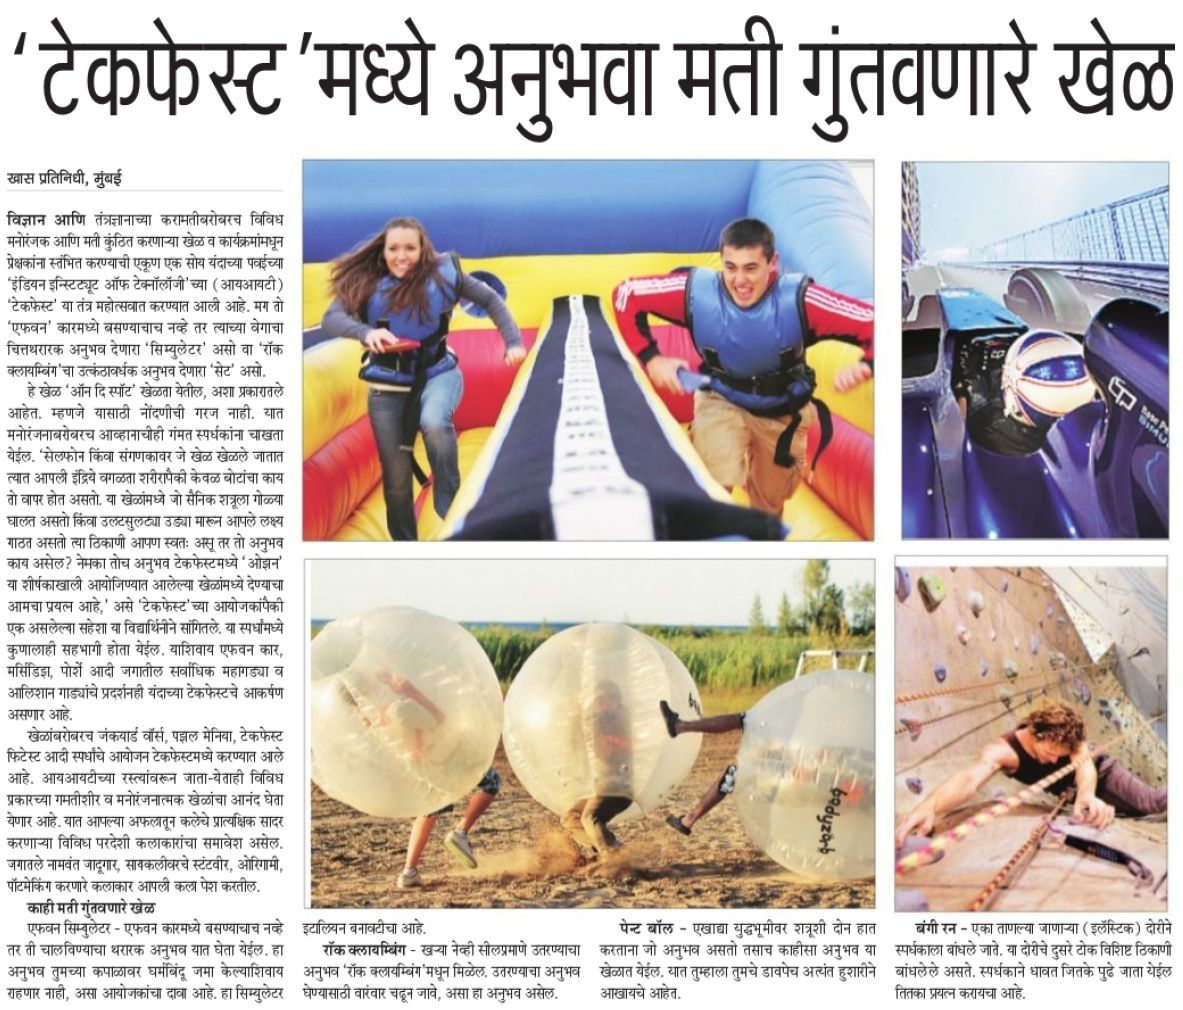 ‘टेकफेस्ट’मध्ये अनुभवा मती गुंतवणारे खेळ
खास प्रतिनिधी, मुंबई
विज्ञान आणि तंत्रज्ञानाच्या करामतीबरोबरच विविध
मनोरंजक आणि मती कुंठित करणाऱ्या खेळ व कार्यक्रमांमधून
प्रेक्षकांना स्तंभित करण्याची एकूण एक सोय यंदाच्या पवईच्या
‘इंडियन इन्स्टिट्यूट ऑफ टेक्नॉलॉजी’च्या (आयआयटी)
‘टेकफेस्ट’ या तंत्र महोत्सवात करण्यात आली आहे. मग तो
‘एफवन’ कारमध्ये बसण्याचाच नव्हे तर त्याच्या वेगाचा
चित्तथरारक अनुभव देणारा ‘सिम्युलेटर’ असो वा ‘रॉक
क्लायम्बिंग’चा उत्कंठावर्धक अनुभव देणारा ‘सेट’ असो.
हे खेळ ‘ऑन दि स्पॉट’ खेळता येतील, अशा प्रकारातले
आहेत. म्हणजे यासाठी नोंदणीची गरज नाही. यात
मनोरंजनाबरोबरच आव्हानाचीही गंमत स्पर्धकांना चाखता
येईल. ‘सेलफोन किंवा संगणकावर जे खेळ खेळले जातात
त्यात आपली इंद्रिये वगळता शरीरापैकी केवळ बोटांचा काय
तो वापर होत असतो. या खेळांमध्ये जो सैनिक शत्रूला गोळ्या
घालत असतो किंवा उलटसुलट्या उड्या मारून आपले लक्ष्य
गाठत असतो त्या ठिकाणी आपण स्वतः असू तर तो अनुभव
काय असेल? नेमका तोच अनुभव टेकफेस्टमध्ये ‘ओझन’
या शीर्षकाखाली आयोजिण्यात आलेल्या खेळांमध्ये देण्याचा
आमचा प्रयत्न आहे,’ असे ‘टेकफेस्ट’च्या आयोजकांपैकी
एक असलेल्या सहेशा या विद्यार्थिनीने सांगितले. या स्पर्धांमध्ये
कुणालाही सहभागी होता येईल. याशिवाय एफवन कार,
मर्सिडिझ, पोर्शे आदी जगातील सर्वाधिक महागड्या व
आलिशान गाड्यांचे प्रदर्शनही यंदाच्या टेकफेस्टचे आकर्षण
असणार आहे.
खेळांबरोबरच जंकयार्ड वॉर्स, पझल मेनिया, टेकफेस्ट
फिटेस्ट आदी स्पर्धांचे आयोजन टेकफेस्टमध्ये करण्यात आले
आहे. आयआयटीच्या रस्त्यांवरून जाता-येताही विविध
प्रकारच्या गमतीशीर व मनोरंजनात्मक खेळांचा आनंद घेता
येणार आहे. यात आपल्या अफलातून कलेचे प्रात्यक्षिक सादर
करणाऱ्या विविध परदेशी कलाकारांचा समावेश असेल.
जगातले नामवंत जादूगार, सायकलीवरचे स्टंटवीर, ओरिगामी,
पॉटमेकिंग करणारे कलाकार आपली कला पेश करतील.
काही मती गुंतवणारे खेळ
एफवन सिम्युलेटर - एफवन कारमध्ये बसण्याचाच नव्हे
तर ती चालविण्याचा थरारक अनुभव यात घेता येईल. हा
अनुभव तुमच्या कपाळावर घर्मबिंदू जमा केल्याशिवाय
राहणार नाही, असा आयोजकांचा दावा आहे. हा सिम्युलेटर
इटालियन बनावटीचा आहे.
रॉक क्लायम्बिंग - खऱ्या नेव्ही सीलप्रमाणे उतरण्याचा
अनुभव ‘रॉक क्लायम्बिंग’मधून मिळेल. उतरण्याचा अनुभव
घेण्यासाठी वारंवार चढून जावे, असा हा अनुभव असेल.
पेन्ट बॉल - एखाद्या युद्धभूमीवर शत्रूशी दोन हात
करताना जो अनुभव असतो तसाच काहीसा अनुभव या
खेळात येईल. यात तुम्हाला तुमचे डावपेच अत्यंत हुशारीने
आखायचे आहेत.
बंगी रन - एका ताणल्या जाणाऱ्या (इलॅस्टिक) दोरीने
स्पर्धकाला बांधले जाते. या दोरीचे दुसरे टोक विशिष्ट ठिकाणी
बांधलेले असते. स्पर्धकाने धावत जितके पुढे जाता येईल
तितका प्रयत्न करायचा आहे.
bodyzorb